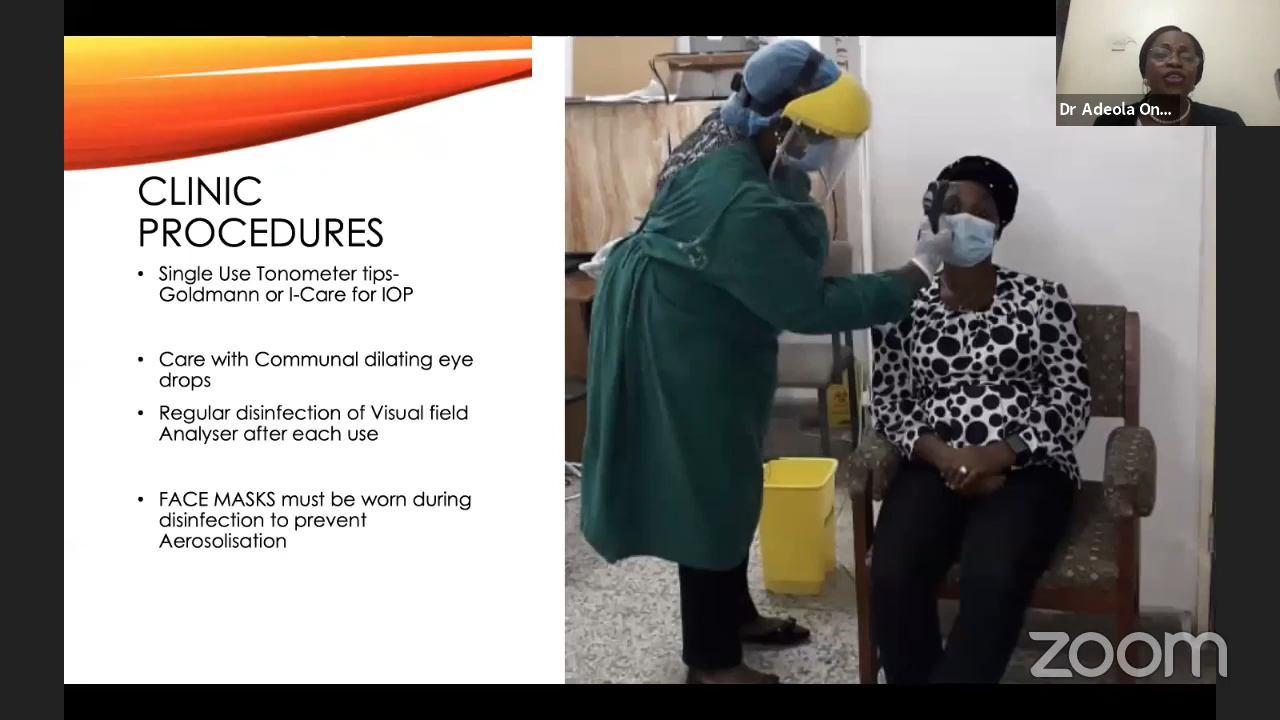 CLINIC
PROCEDURES
• Single Use Tonometer tips-
Goldmann or I-Care for IOP
• Care with Communal dilating eye
drops
• Regular disinfection of Visual field
Analyser after each use
• FACE MASKS must be worn during
disinfection to prevent
Aerosolisation
Dr Adeola On...
zoom